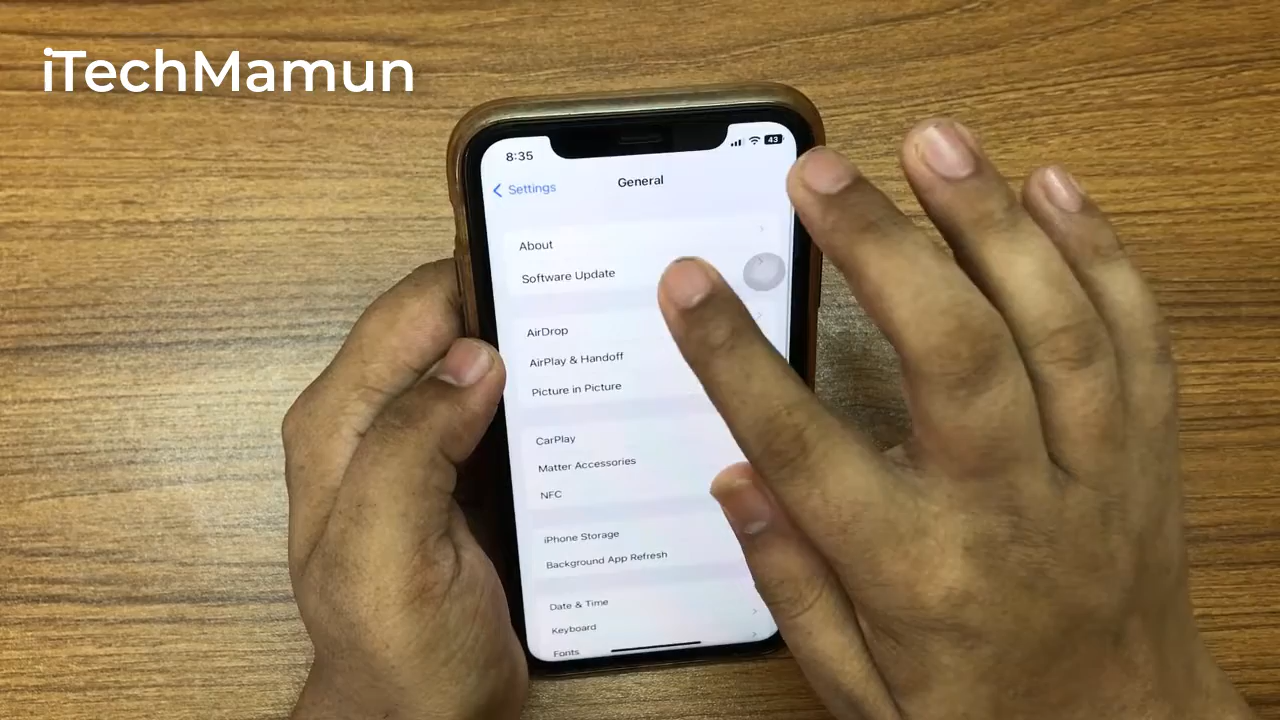 iTechMamun
8:35
43
Settings
General
About
Software Update
AirDrop
AirPlay & Handoff
Picture in Picture
CarPlay
Matter Accessories
NFC
iPhone Storage
Background App Refresh
Date & Time
Keyboard
Fonts